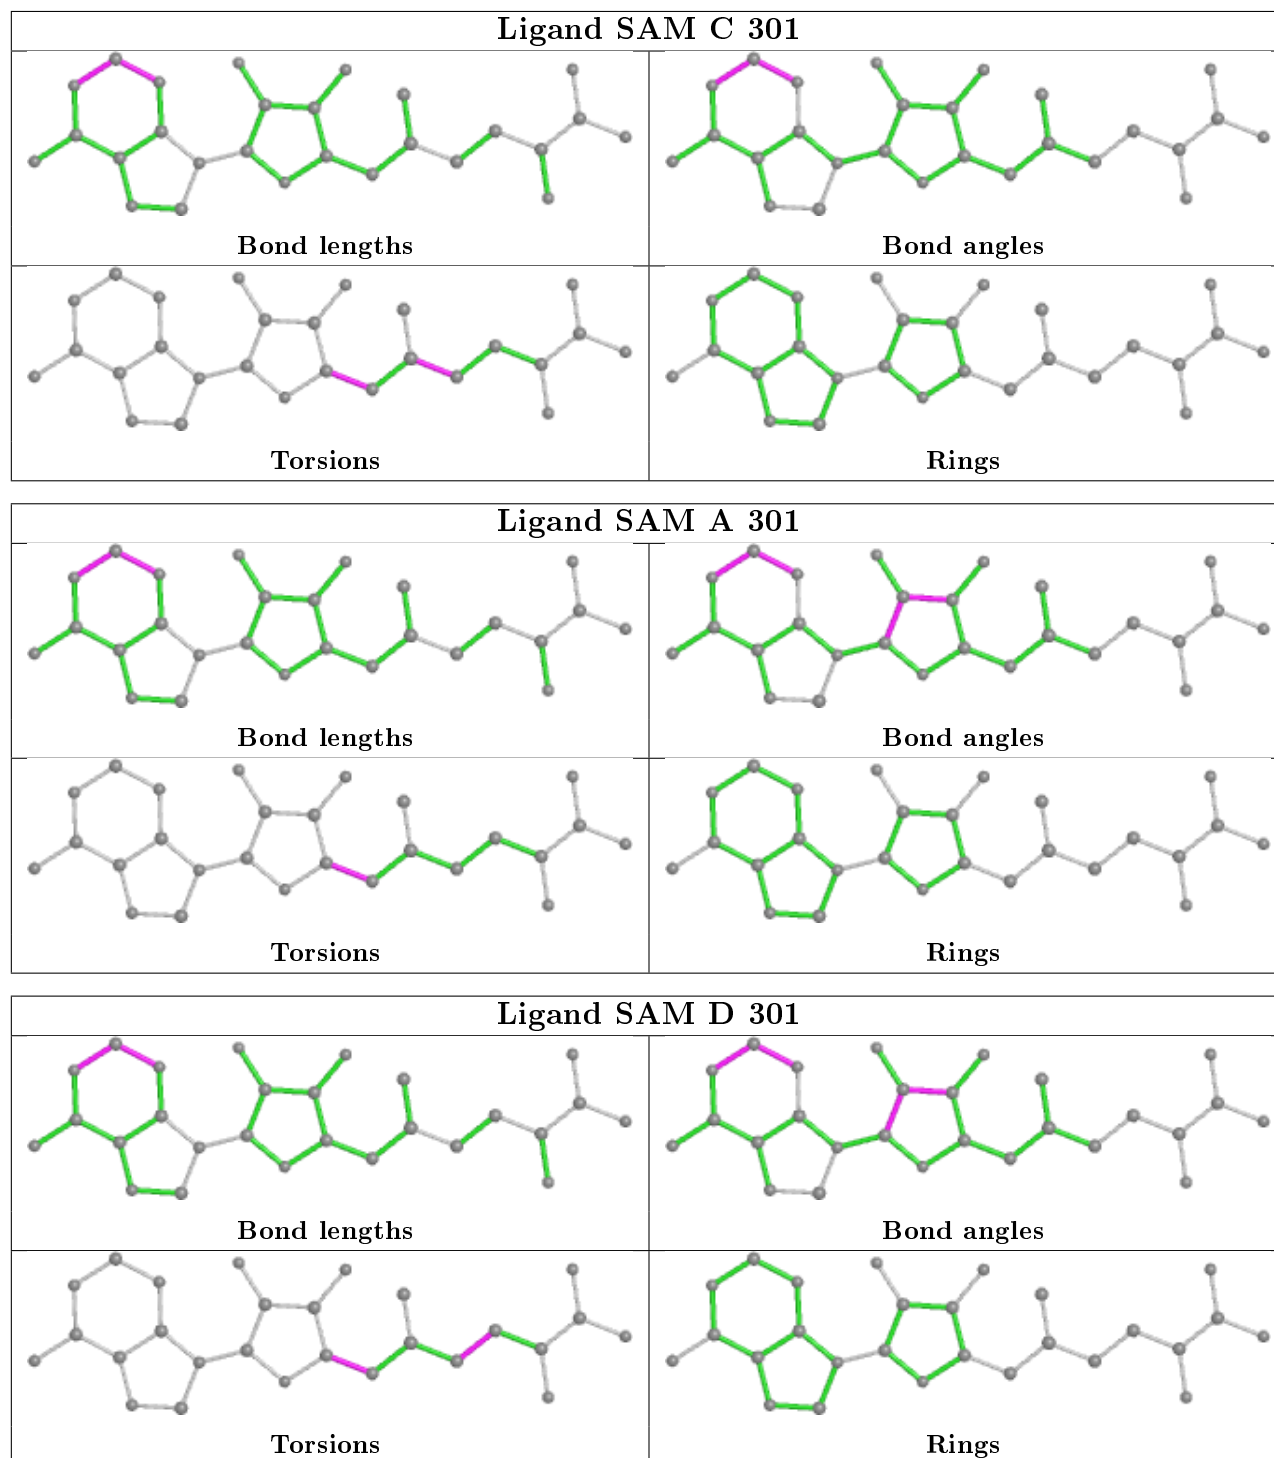 Ligand SAM C 301
Bond lengths
Bond angles
Torsions
Rings
Ligand SAM A 301
Bond lengths
Bond angles
Torsions
Rings
Ligand SAM D 301
Bond lengths
Bond angles
Torsions
Rings